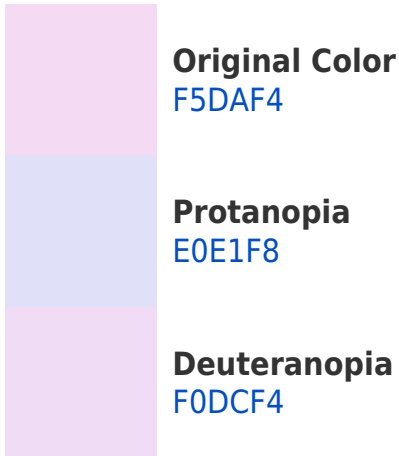 Original Color
F5DAF4
Protanopia
E0E1F8
Deuteranopia
F0DCF4